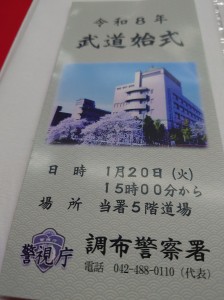 令和8年
武道始式
日 時 1月20日(火)
15時00分から
場 所 当署5階道場
警視庁
調布警察署
電話 042-488-0110(代表)